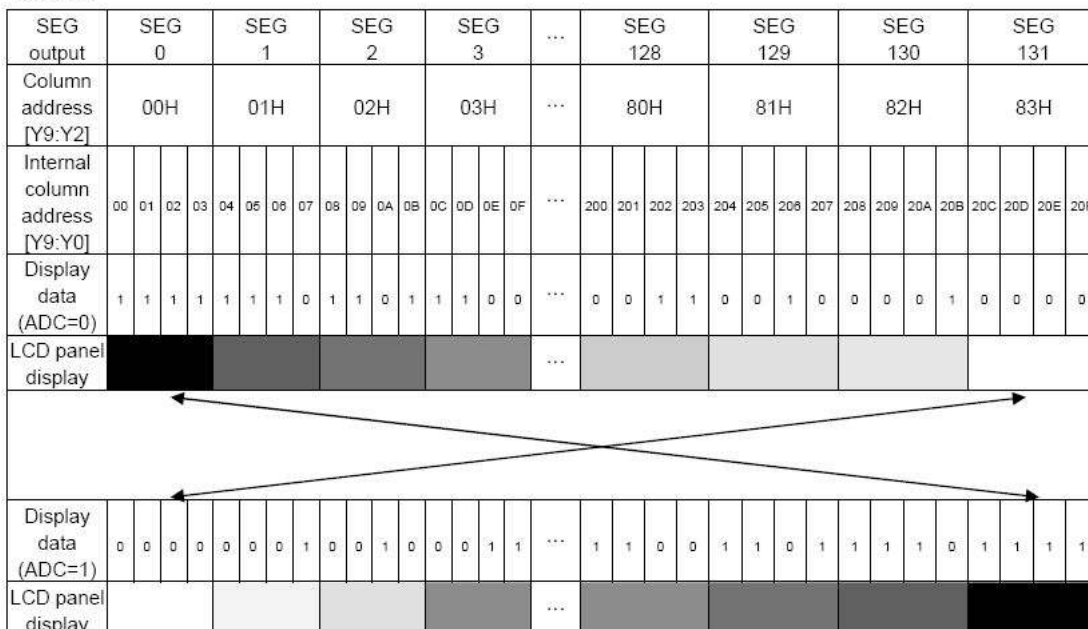 SEG output SEG 0 SEG 1 SEG 2 SEG 3 ... SEG 128 SEG 129 SEG 130 SEG 131
Column address [Y9:Y2] 00H 01H 02H 03H ... 80H 81H 82H 83H
Internal column address [Y9:Y0] 00 01 02 03 04 05 06 07 08 09 0A 0B 0C 0D 0E 0F ... 200 201 202 203 204 205 206 207 208 209 20A 20B 20C 20D 20E
Display data (ADC=0) 1 1 1 1 1 1 1 0 1 1 0 1 1 1 0 0 ... 0 0 1 1 0 0 1 0 0 0 0 1 0 0 0 0
LCD panel display ...
Display data (ADC=1) 0 0 0 0 0 0 0 1 0 0 1 0 0 0 1 1 ... 1 1 0 0 1 1 0 1 1 1 1 0 1 1 1 1
LCD panel display ...